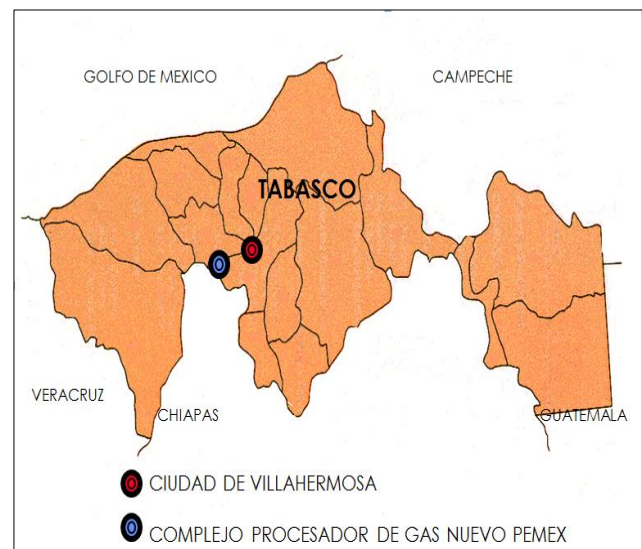 GOLFO DE MEXICO
CAMPECHE
TABASCO
VERACRUZ
CHIAPAS
GUATEMALA
CIUDAD DE VILLAHERMOSA
COMPLEJO PROCESADOR DE GAS NUEVO PEMEX